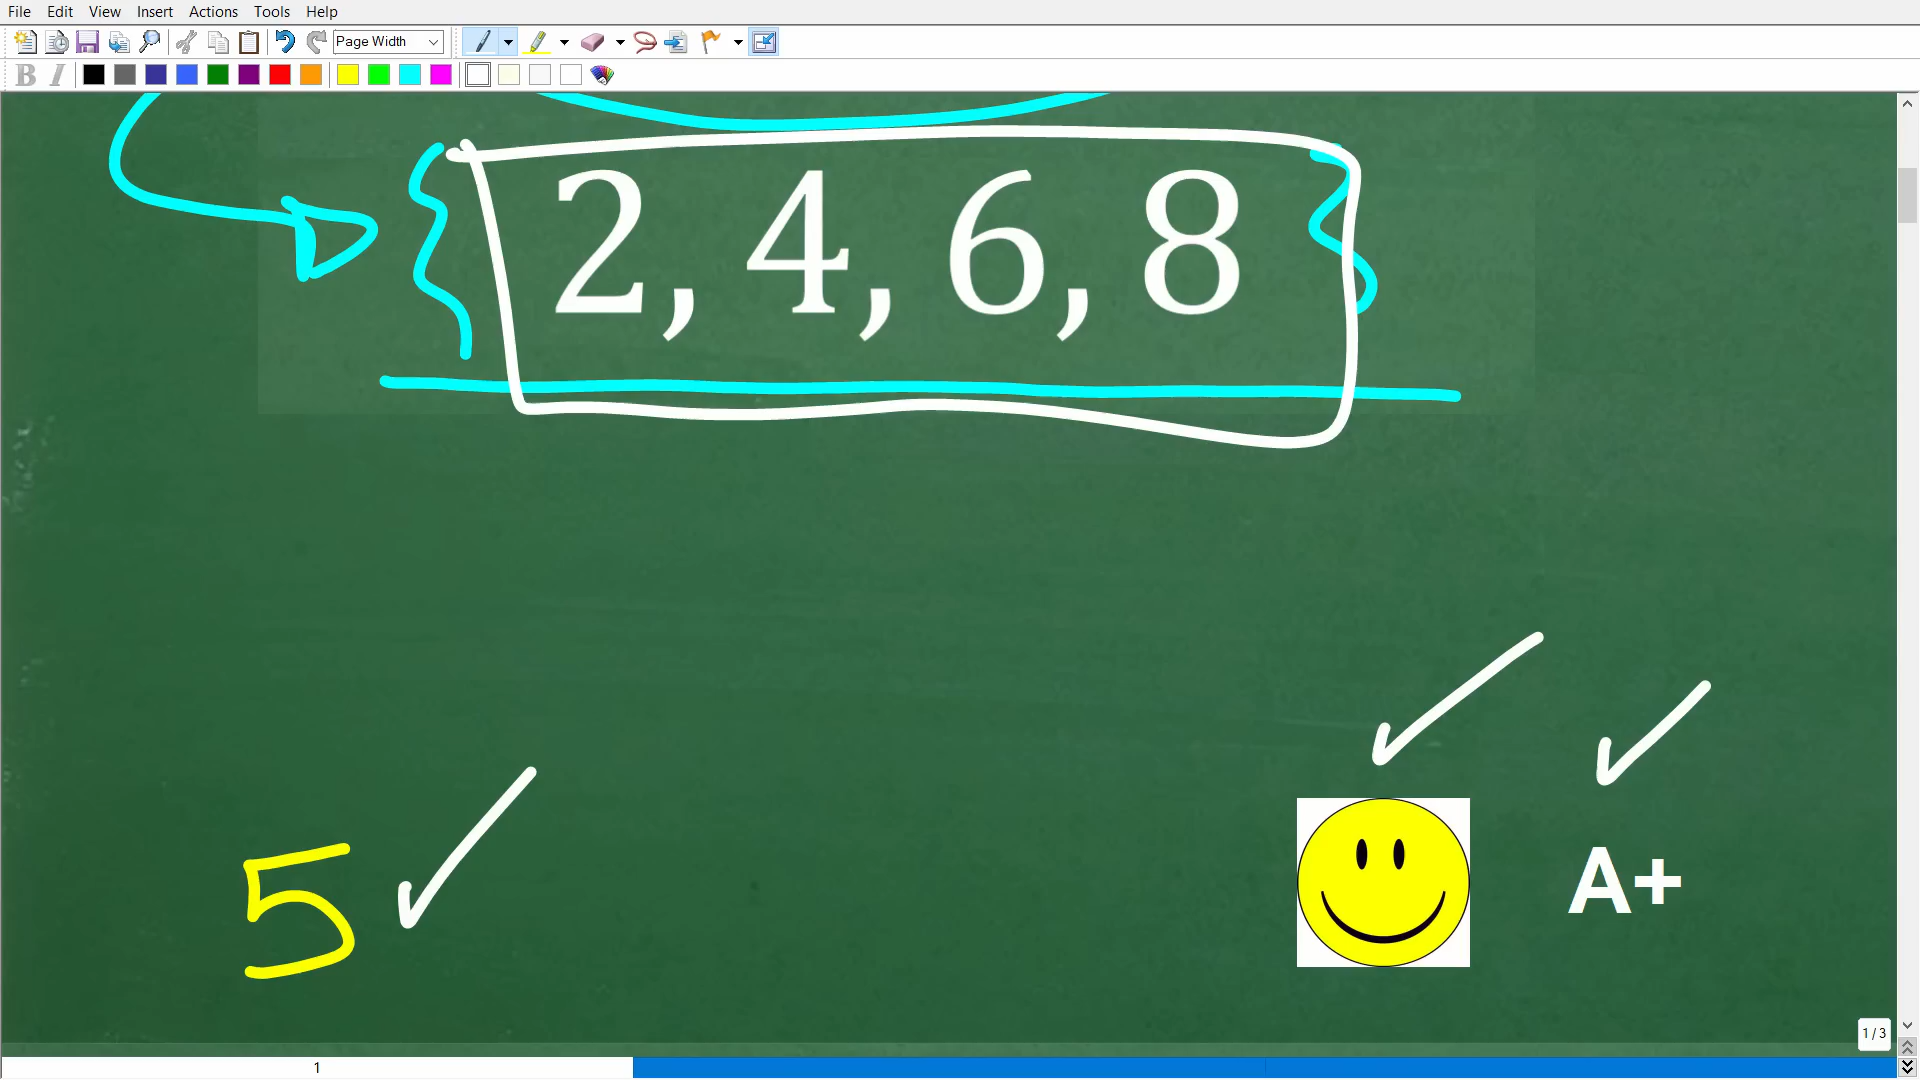 File Edit View Insert Actions Tools Help
Page Width
B I
2, 4, 6, 8
5
A+
1 / 3
1